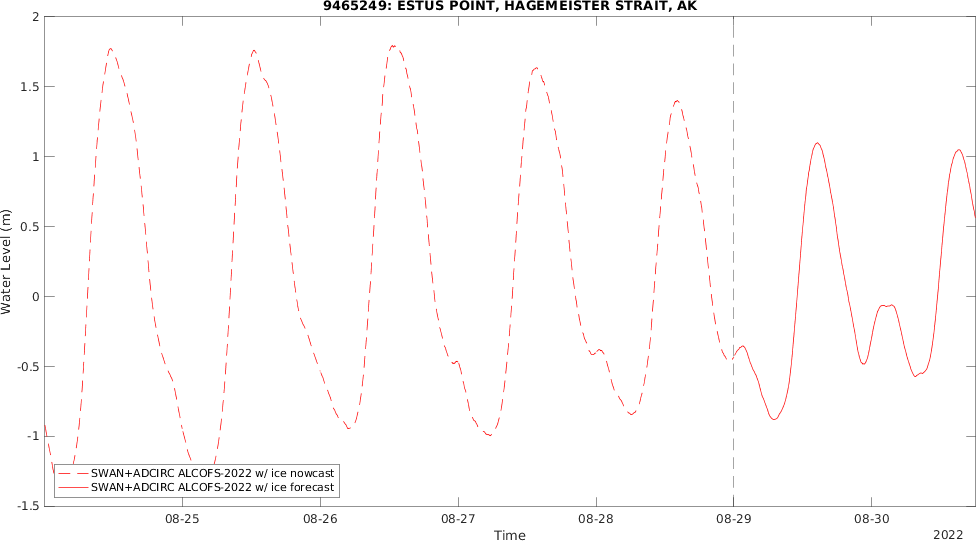 9465249: ESTUS POINT, HAGEMEISTER STRAIT, AK
2
1.5
1
0.5
0
-0.5
-1
-1.5
Water Level (m)
SWAN+ADCIRC ALCOFS-2022 w/ ice nowcast
SWAN+ADCIRC ALCOFS-2022 w/ ice forecast
08-25 08-26 08-27 08-28 08-29 08-30
Time
2022